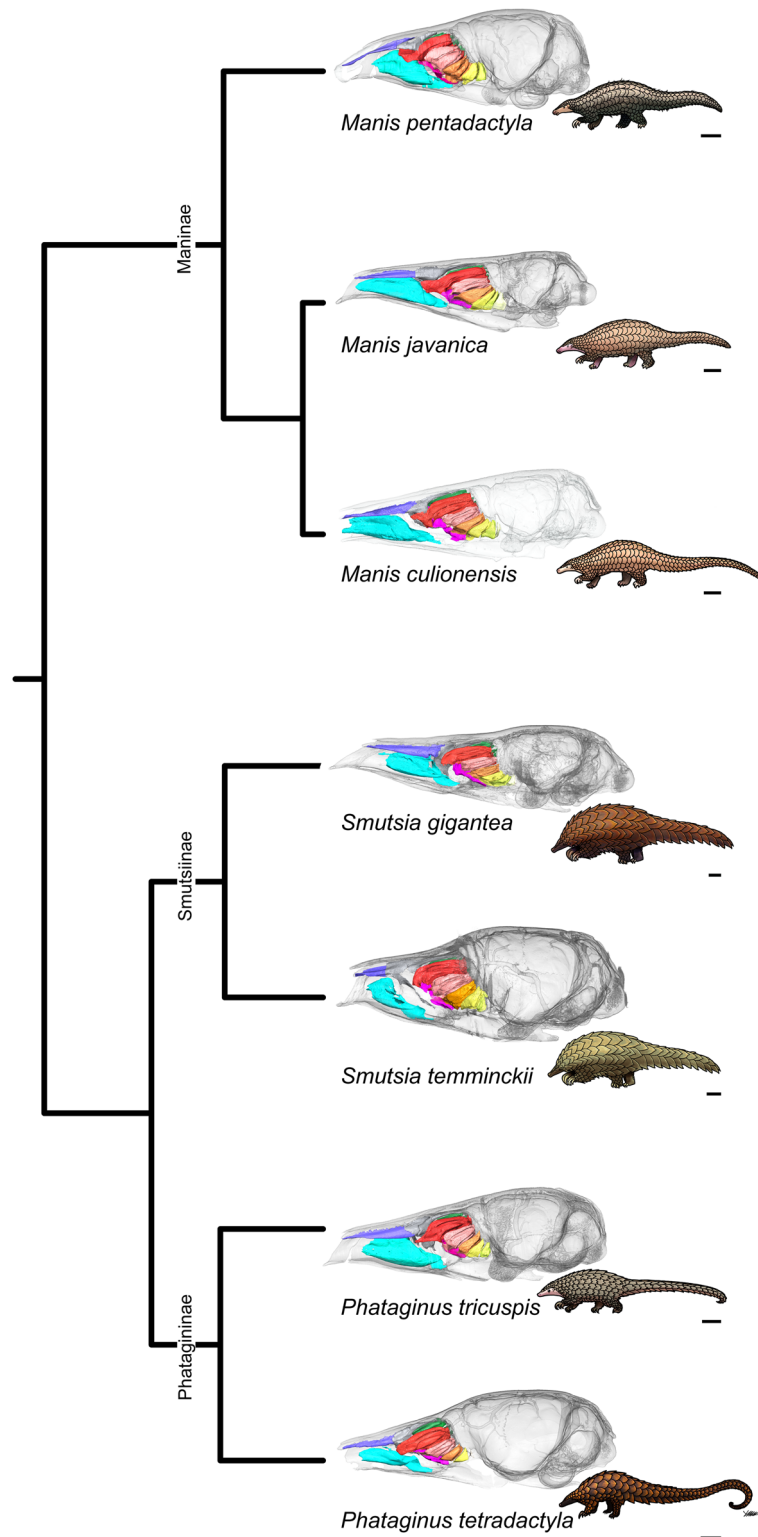 Manis pentadactyla
Maninae
Manis javanica
Manis culionensis
Smutsia gigantea
Smutsiinae
Smutsia temminckii
Phataginus tricuspis
Phatagininae
Phataginus tetradactyla